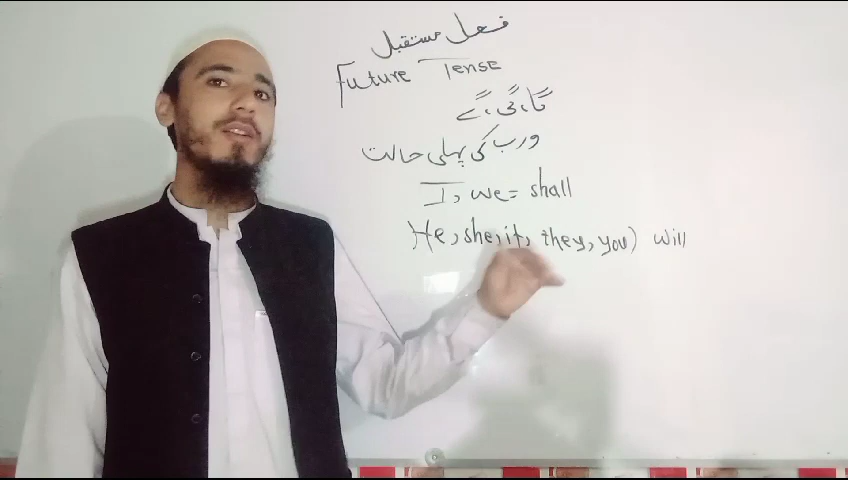 فعل مستقبل
Future Tense
گا، گی، گے
ورب کی پہلی حالت
I, we = shall
He, she, it, they, you) will